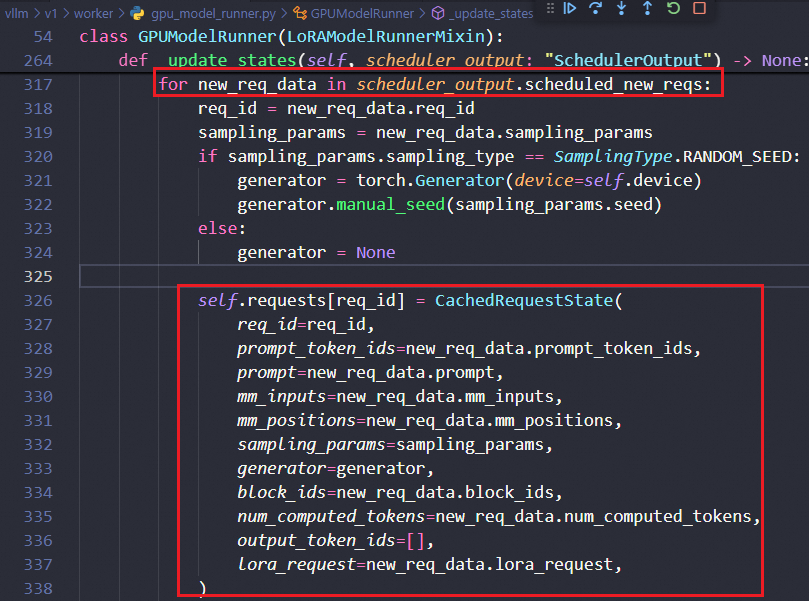 vllm > v1 > worker > gpu_model_runner.py > GPUModelRunner > _update_states
54 class GPUModelRunner(LoRAModelRunnerMixin):
264     def _update_states(self, scheduler_output: "SchedulerOutput") -> None:
317         for new_req_data in scheduler_output.scheduled_new_reqs:
318             req_id = new_req_data.req_id
319             sampling_params = new_req_data.sampling_params
320             if sampling_params.sampling_type == SamplingType.RANDOM_SEED:
321                 generator = torch.Generator(device=self.device)
322                 generator.manual_seed(sampling_params.seed)
323             else:
324                 generator = None
325
326             self.requests[req_id] = CachedRequestState(
327                 req_id=req_id,
328                 prompt_token_ids=new_req_data.prompt_token_ids,
329                 prompt=new_req_data.prompt,
330                 mm_inputs=new_req_data.mm_inputs,
331                 mm_positions=new_req_data.mm_positions,
332                 sampling_params=sampling_params,
333                 generator=generator,
334                 block_ids=new_req_data.block_ids,
335                 num_computed_tokens=new_req_data.num_computed_tokens,
336                 output_token_ids=[],
337                 lora_request=new_req_data.lora_request,
338             )